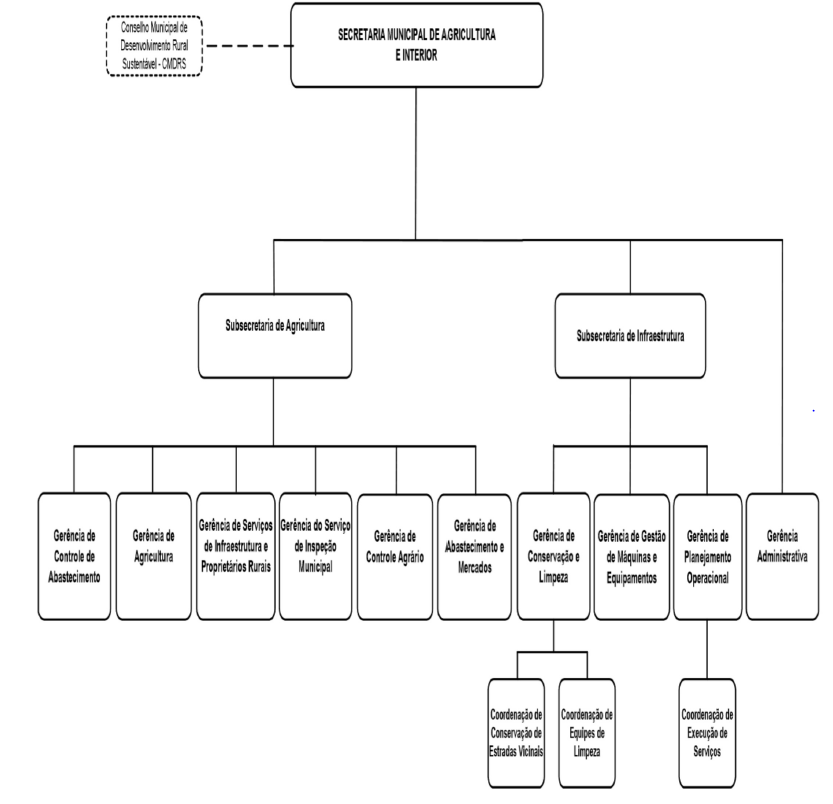 Conselho Municipal de
Desenvolvimento Rural
Sustentável - CMDRS
SECRETARIA MUNICIPAL DE AGRICULTURA
E INTERIOR
Subsecretaria de Agricultura
Subsecretaria de Infraestrutura
Gerência de
Controle de
Abastecimento
Gerência de
Agricultura
Gerência de Serviços
de Infraestrutura e
Proprietários Rurais
Gerência do Serviço
de Inspeção
Municipal
Gerência de
Controle Agrário
Gerência de
Abastecimento e
Mercados
Gerência de
Conservação e
Limpeza
Gerência de Gestão
de Máquinas e
Equipamentos
Gerência de
Planejamento
Operacional
Gerência
Administrativa
Coordenação de
Conservação de
Estradas Vicinais
Coordenação de
Equipes de
Limpeza
Coordenação de
Execução de
Serviços